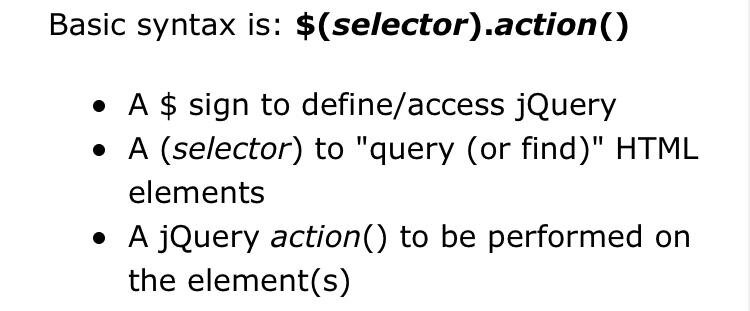 Basic syntax is: $(selector).action()
• A $ sign to define/access jQuery
• A (selector) to "query (or find)" HTML
elements
• A jQuery action() to be performed on
the element(s)